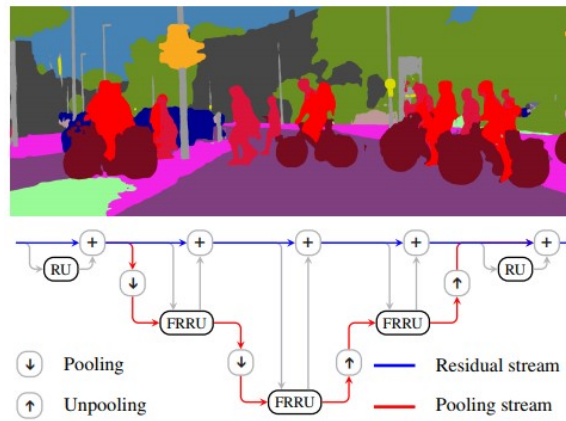 + + + + +
RU RU
↓ ↑
FRRU FRRU
↓ Pooling ↓ ↑ Residual stream
↑ Unpooling FRRU Pooling stream